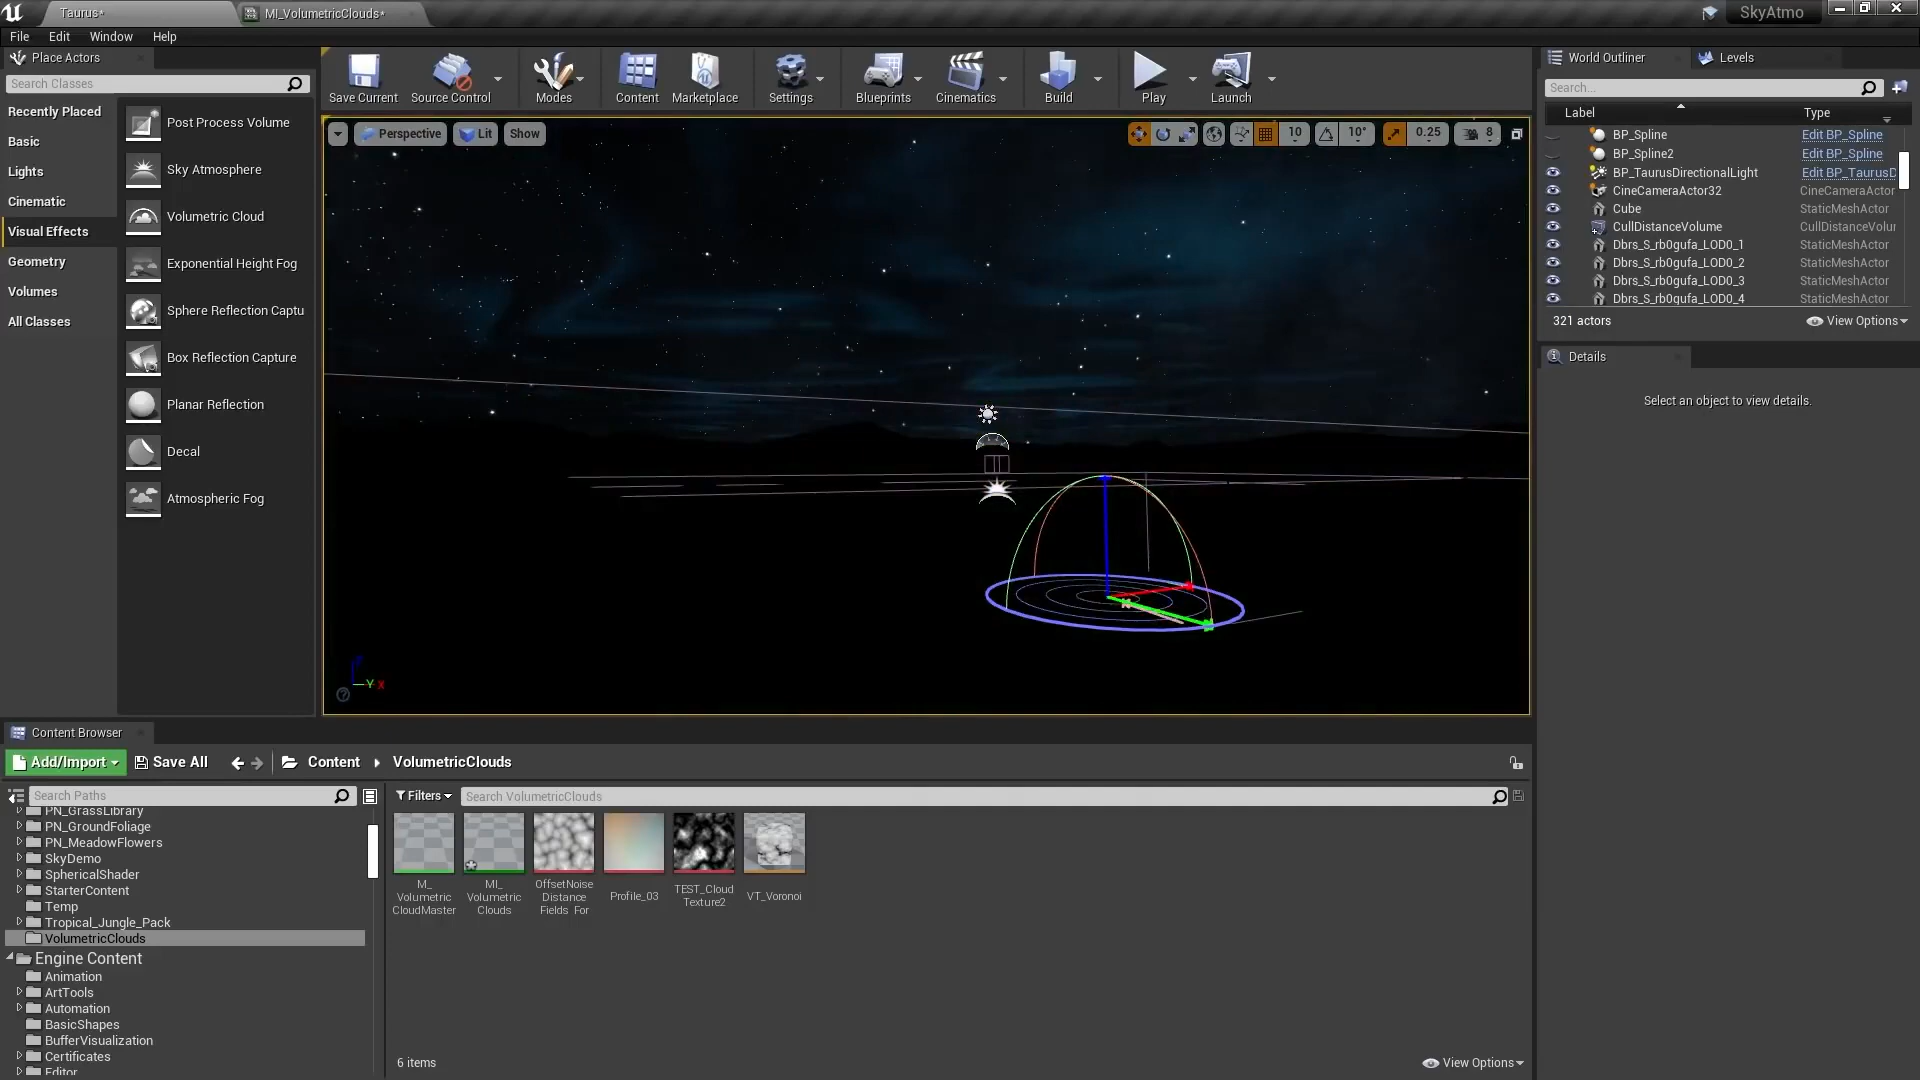 Taurus*
MI_VolumetricClouds*
SkyAtmo
File Edit Window Help
Place Actors
Search Classes
Recently Placed
Basic
Lights
Cinematic
Visual Effects
Geometry
Volumes
All Classes
Post Process Volume
Sky Atmosphere
Volumetric Cloud
Exponential Height Fog
Sphere Reflection Captu
Box Reflection Capture
Planar Reflection
Decal
Atmospheric Fog
Save Current
Source Control
Modes
Content
Marketplace
Settings
Blueprints
Cinematics
Build
Play
Launch
Perspective
Lit
Show
10
10°
0.25
8
Y X
World Outliner
Levels
Search...
Label Type
BP_Spline Edit BP_Spline
BP_Spline2 Edit BP_Spline
BP_TaurusDirectionalLight Edit BP_TaurusD
CineCameraActor32 CineCameraActor
Cube StaticMeshActor
CullDistanceVolume CullDistanceVolur
Dbrs_S_rb0gufa_LOD0_1 StaticMeshActor
Dbrs_S_rb0gufa_LOD0_2 StaticMeshActor
Dbrs_S_rb0gufa_LOD0_3 StaticMeshActor
Dbrs_S_rb0gufa_LOD0_4 StaticMeshActor
321 actors
View Options
Details
Select an object to view details.
Content Browser
Add/Import
Save All
Content
VolumetricClouds
Search Paths
PN_GrassLibrary
PN_GroundFoliage
PN_MeadowFlowers
SkyDemo
SphericalShader
StarterContent
Temp
Tropical_Jungle_Pack
VolumetricClouds
Engine Content
Animation
ArtTools
Automation
BasicShapes
BufferVisualization
Certificates
Editor
Filters
Search VolumetricClouds
M_
Volumetric
CloudMaster
MI_
Volumetric
Clouds
OffsetNoise
Distance
Fields_For
Profile_03
TEST_Cloud
Texture2
VT_Voronoi
6 items
View Options